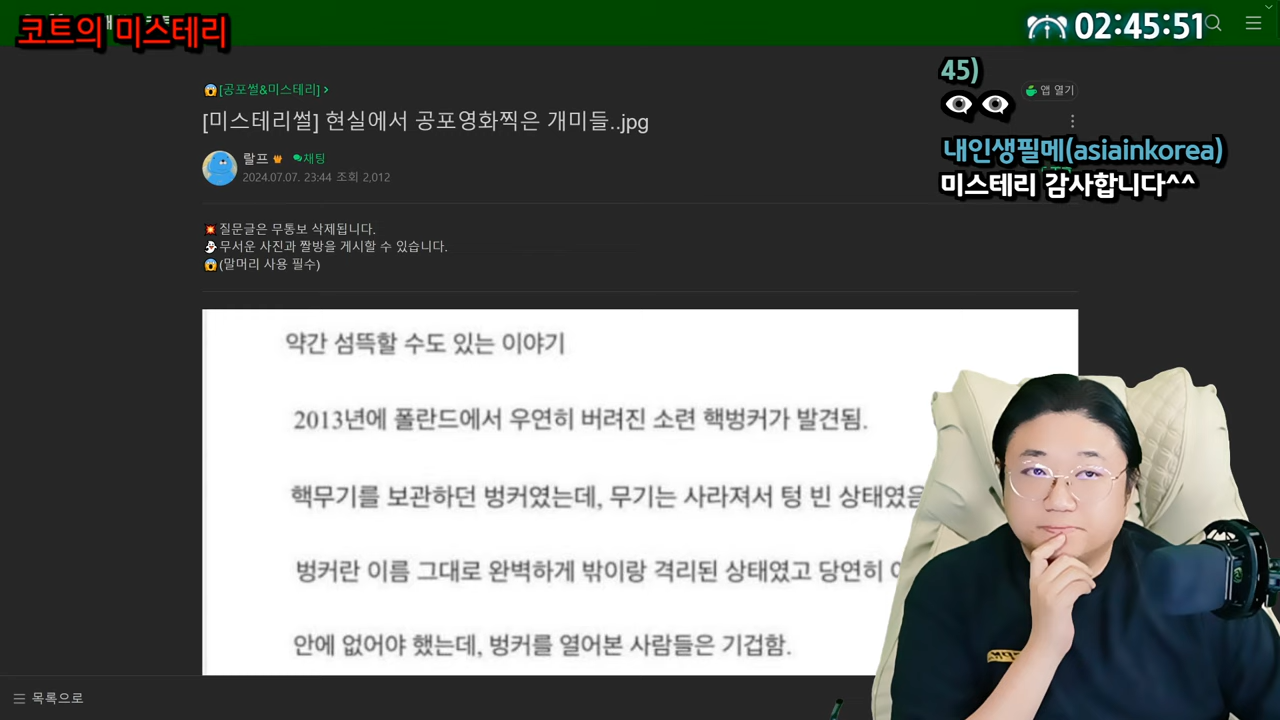 코트의 미스테리
02:45:51
45)
내인생필메(asiainkorea)
미스테리 감사합니다^^
[공포썰&미스테리] >
앱 열기
[미스테리썰] 현실에서 공포영화찍은 개미들..jpg
랄프
채팅
2024.07.07. 23:44 조회 2,012
질문글은 무통보 삭제됩니다.
무서운 사진과 짤방을 게시할 수 있습니다.
(말머리 사용 필수)
약간 섬뜩할 수도 있는 이야기
2013년에 폴란드에서 우연히 버려진 소련 핵벙커가 발견됨.
핵무기를 보관하던 벙커였는데, 무기는 사라져서 텅 빈 상태였음
벙커란 이름 그대로 완벽하게 밖이랑 격리된 상태였고 당연히
안에 없어야 했는데, 벙커를 열어본 사람들은 기겁함.
목록으로